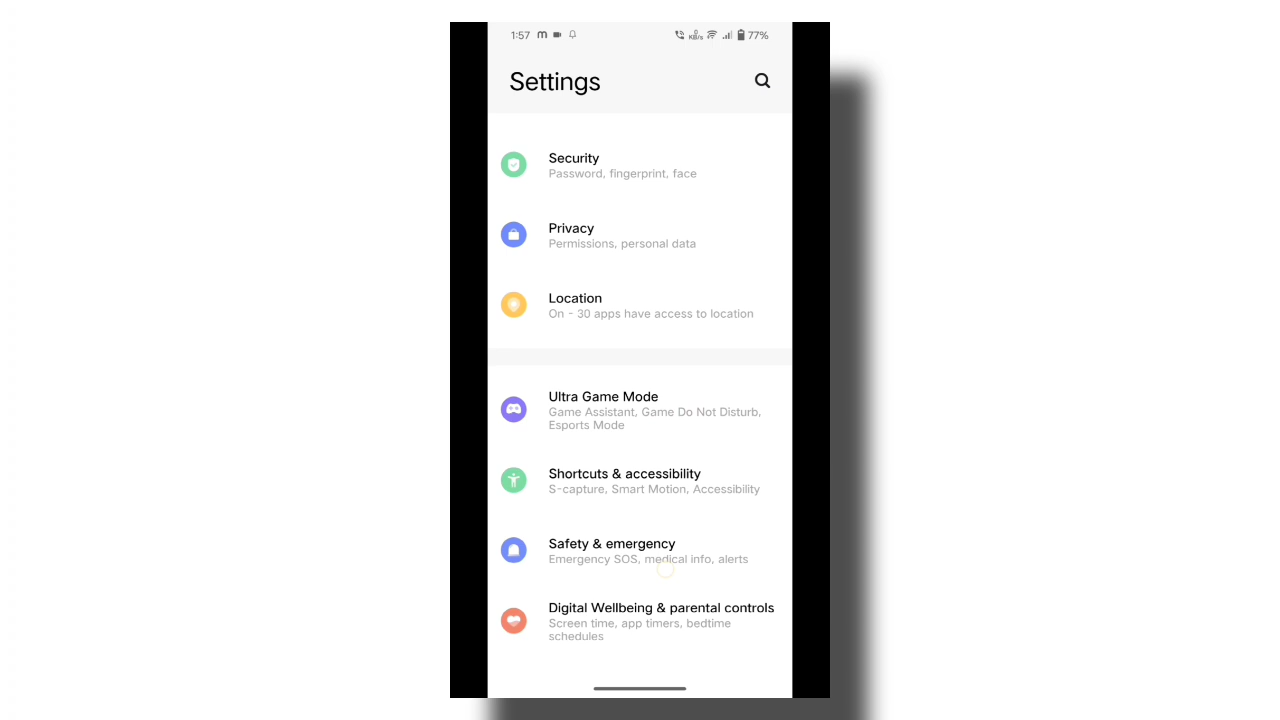 1:57 m 0 KB/s 77%
Settings
Security
Password, fingerprint, face
Privacy
Permissions, personal data
Location
On - 30 apps have access to location
Ultra Game Mode
Game Assistant, Game Do Not Disturb,
Esports Mode
Shortcuts & accessibility
S-capture, Smart Motion, Accessibility
Safety & emergency
Emergency SOS, medical info, alerts
Digital Wellbeing & parental controls
Screen time, app timers, bedtime
schedules